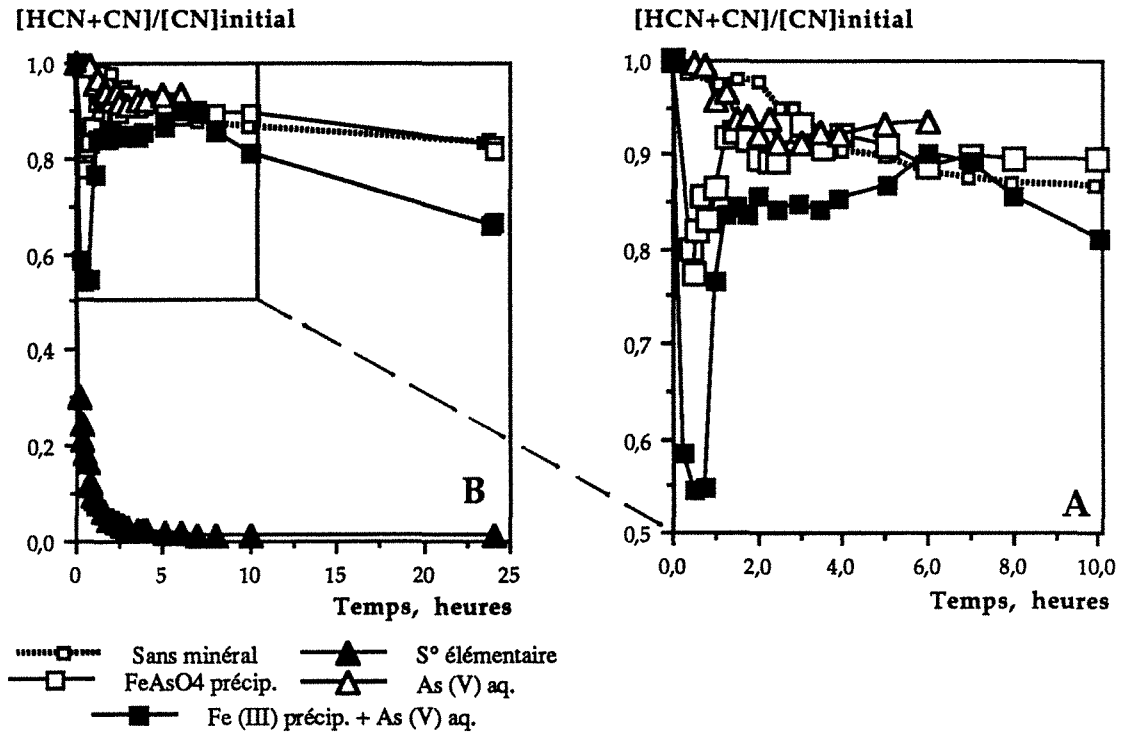 [HCN+CN]/[CN]initial
[HCN+CN]/[CN]initial
1,0
0,8
0,6
0,4
0,2
0,0
0
5
10
15
20
25
B
Temps, heures
1,0
0,9
0,8
0,7
0,6
0,5
0,0
2,0
4,0
6,0
8,0
10,0
A
Temps, heures
Sans minéral
S° élémentaire
FeAsO4 précip.
As (V) aq.
Fe (III) précip. + As (V) aq.